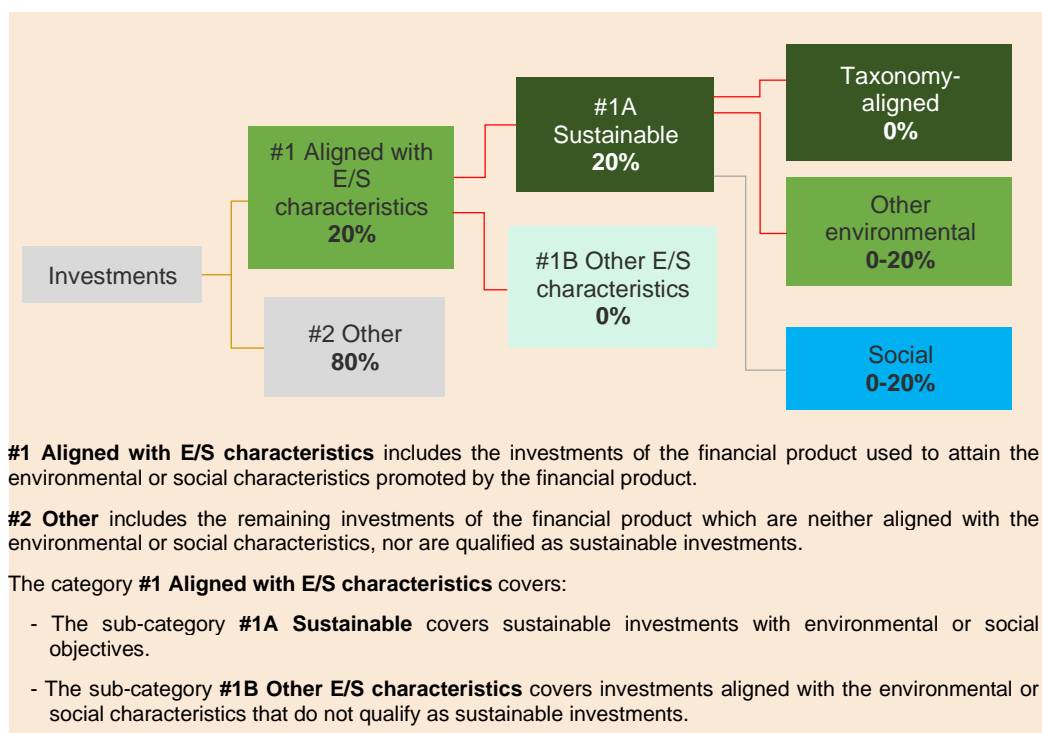 Investments
#1 Aligned with
E/S
characteristics
20%
#2 Other
80%
#1A
Sustainable
20%
#1B Other E/S
characteristics
0%
Taxonomy-
aligned
0%
Other
environmental
0-20%
Social
0-20%
#1 Aligned with E/S characteristics includes the investments of the financial product used to attain the
environmental or social characteristics promoted by the financial product.
#2 Other includes the remaining investments of the financial product which are neither aligned with the
environmental or social characteristics, nor are qualified as sustainable investments.
The category #1 Aligned with E/S characteristics covers:
- The sub-category #1A Sustainable covers sustainable investments with environmental or social
objectives.
- The sub-category #1B Other E/S characteristics covers investments aligned with the environmental or
social characteristics that do not qualify as sustainable investments.